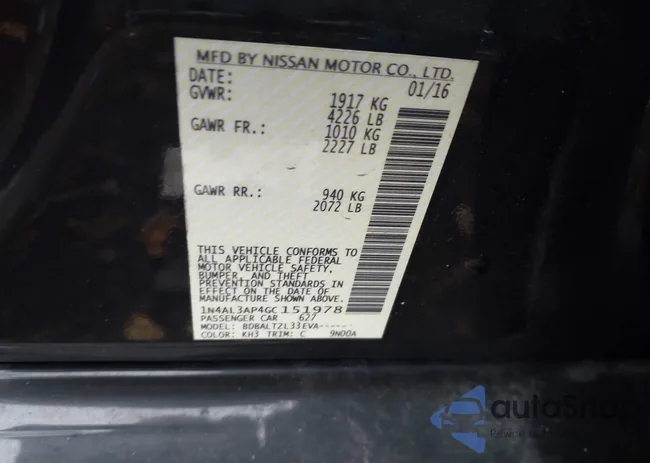 MFD BY NISSAN MOTOR CO., LTD.
DATE: 01/16
GVWR: 1917 KG
4226 LB
GAWR FR.: 1010 KG
2227 LB
GAWR RR.: 940 KG
2072 LB
THIS VEHICLE CONFORMS TO
ALL APPLICABLE FEDERAL
MOTOR VEHICLE SAFETY,
BUMPER, AND THEFT
PREVENTION STANDARDS IN
EFFECT ON THE DATE OF
MANUFACTURE SHOWN ABOVE.
1N4AL3AP4GC151978
PASSENGER CAR 627
MODEL: BDBALTZL33EVA-----
COLOR: KH3 TRIM: C 9N00A